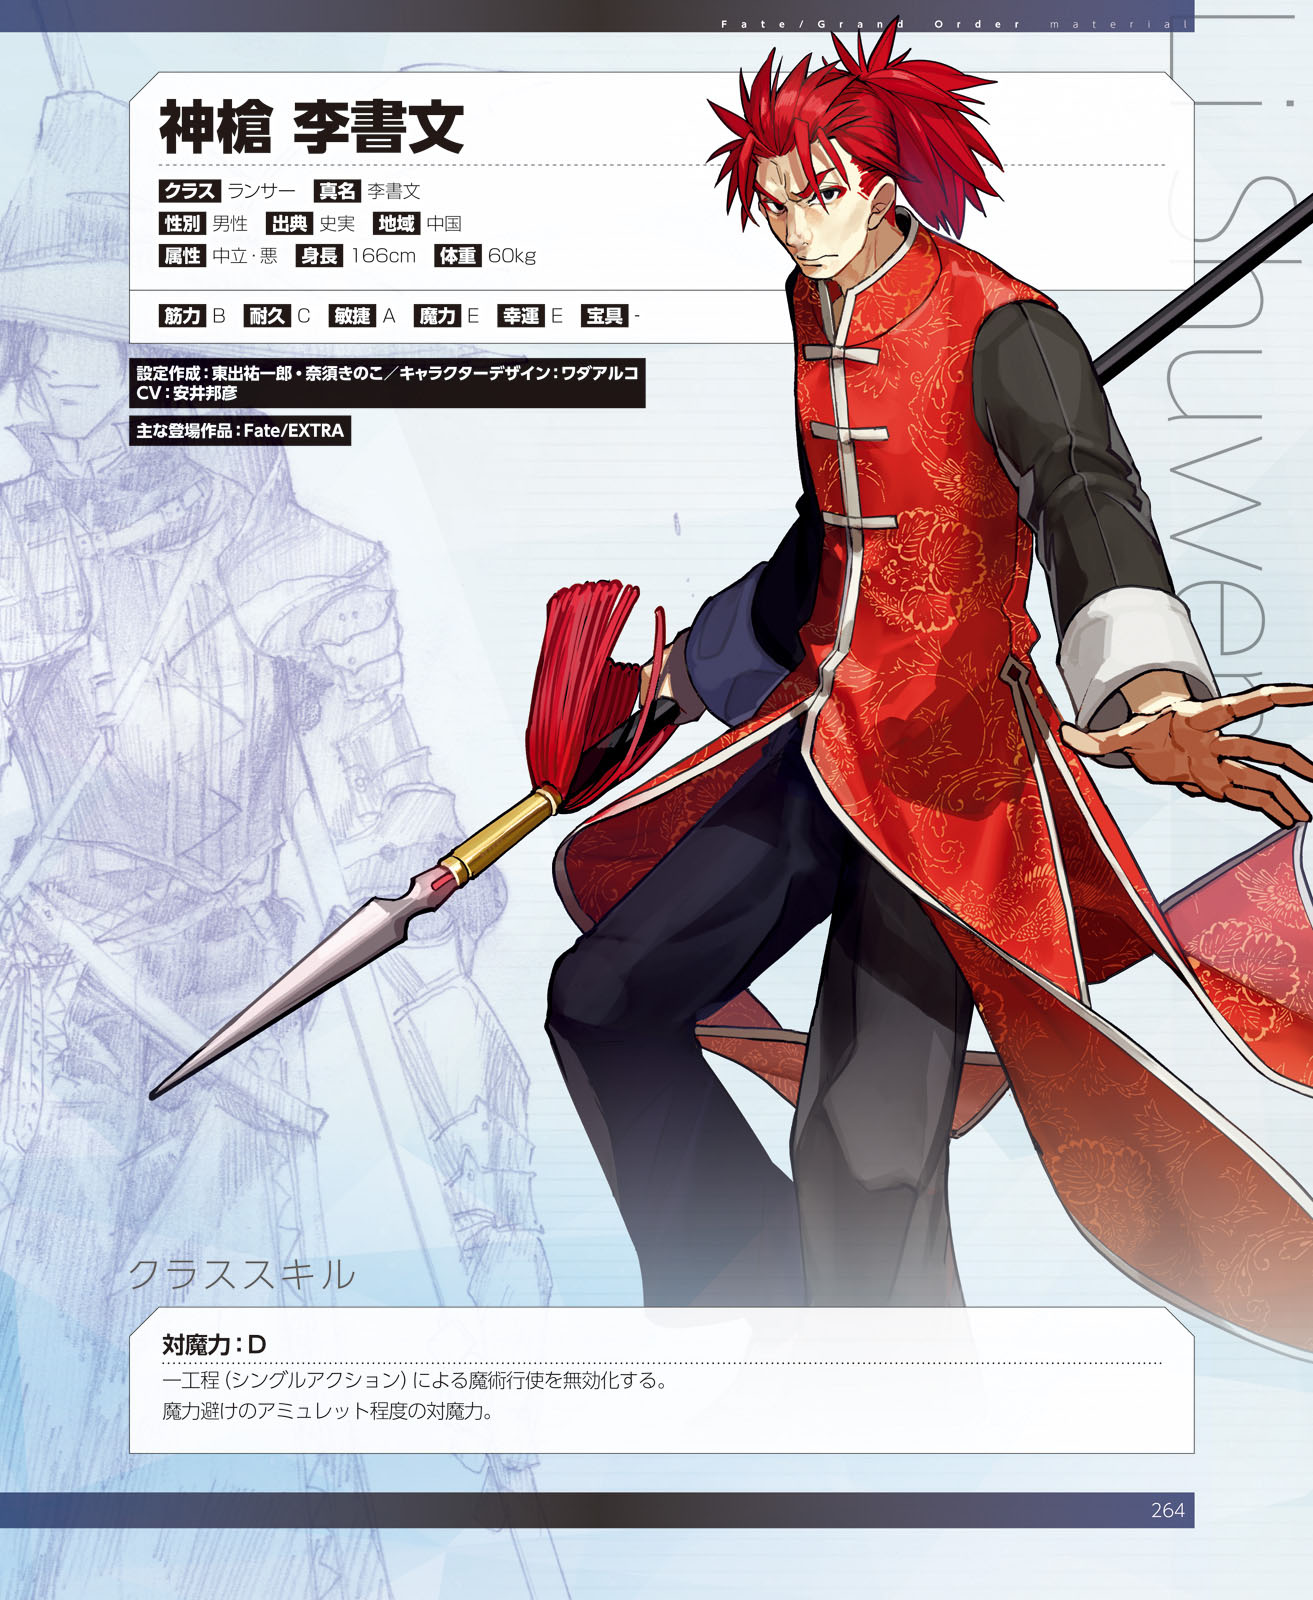 Fate/Grand Order material
Li shuwen
神槍 李書文
クラス ランサー 真名 李書文
性別 男性 出典 史実 地域 中国
属性 中立・悪 身長 166cm 体重 60kg
筋力 B 耐久 C 敏捷 A 魔力 E 幸運 E 宝具 -
設定作成：東出祐一郎・奈須きのこ／キャラクターデザイン：ワダアルコ
CV：安井邦彦
主な登場作品：Fate/EXTRA
クラススキル
対魔力：D
一工程（シングルアクション）による魔術行使を無効化する。
魔力避けのアミュレット程度の対魔力。
264